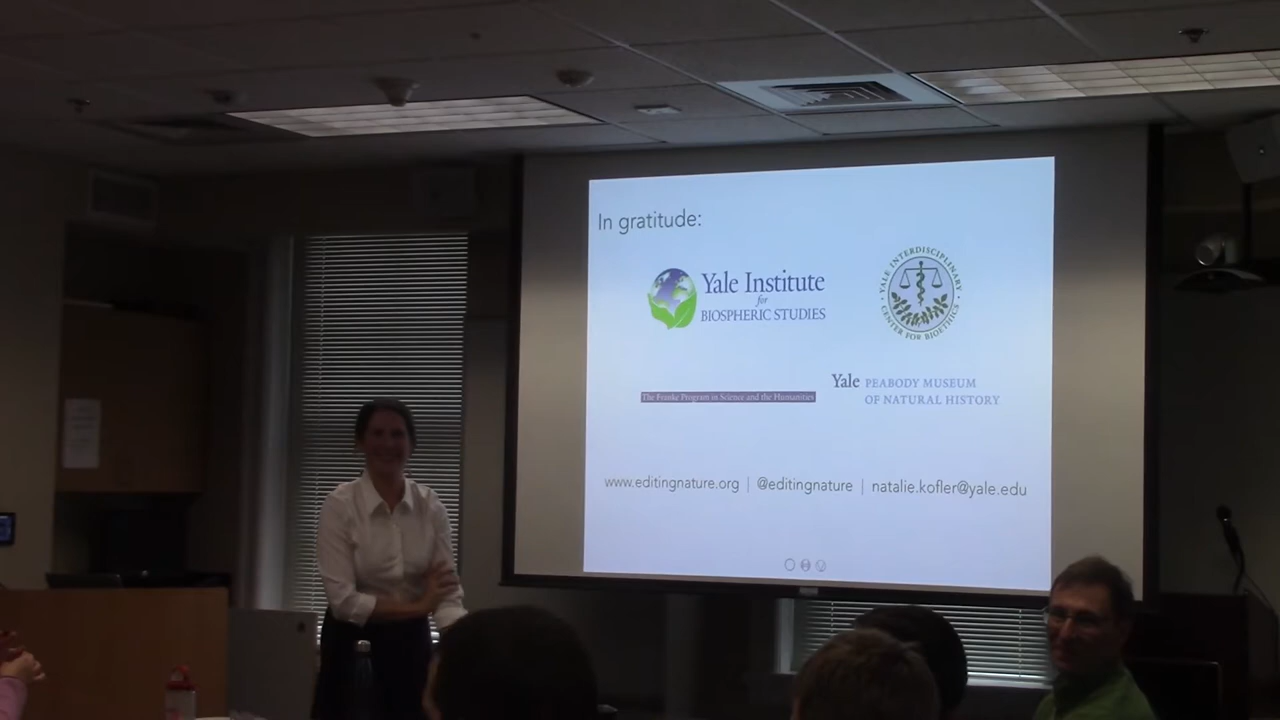 In gratitude:
Yale Institute
for
BIOSPHERIC STUDIES
YALE INTERDISCIPLINARY
CENTER FOR BIOETHICS
The Franke Program in Science and the Humanities
Yale PEABODY MUSEUM
OF NATURAL HISTORY
www.editingnature.org | @editingnature | natalie.kofler@yale.edu